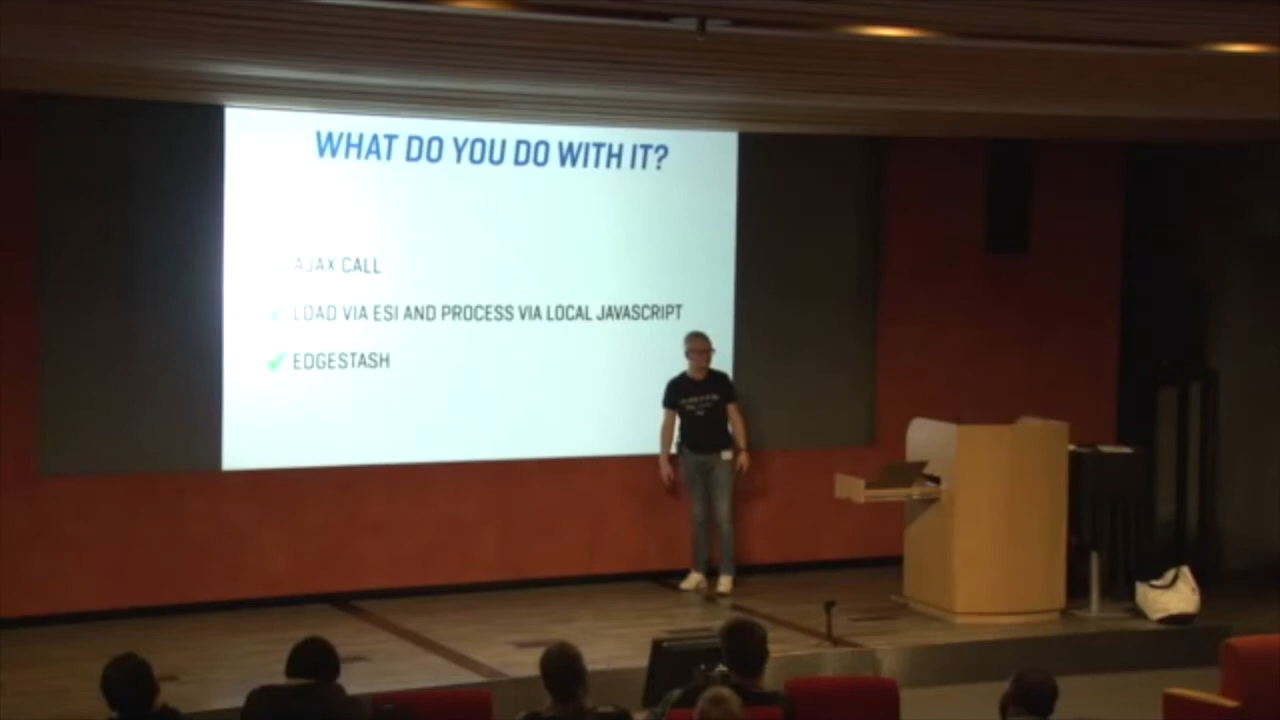 WHAT DO YOU DO WITH IT?
AJAX CALL
LOAD VIA ESI AND PROCESS VIA LOCAL JAVASCRIPT
EDGESTASH